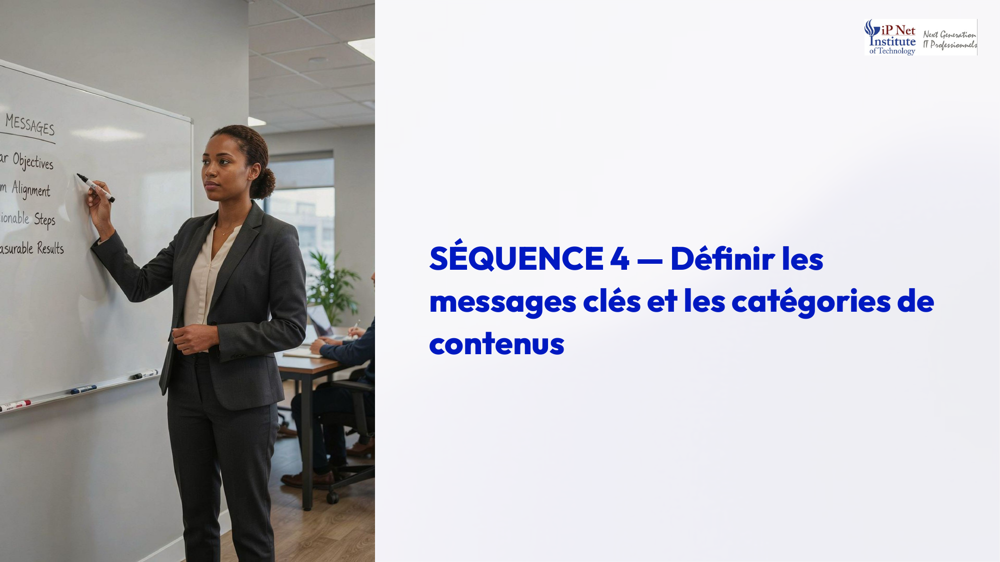 iP Net
Institute
of Technology
Next Generation
IT Professionnels
MESSAGES
Objectives
Alignment
Steps
Results
SÉQUENCE 4 — Définir les
messages clés et les catégories de
contenus